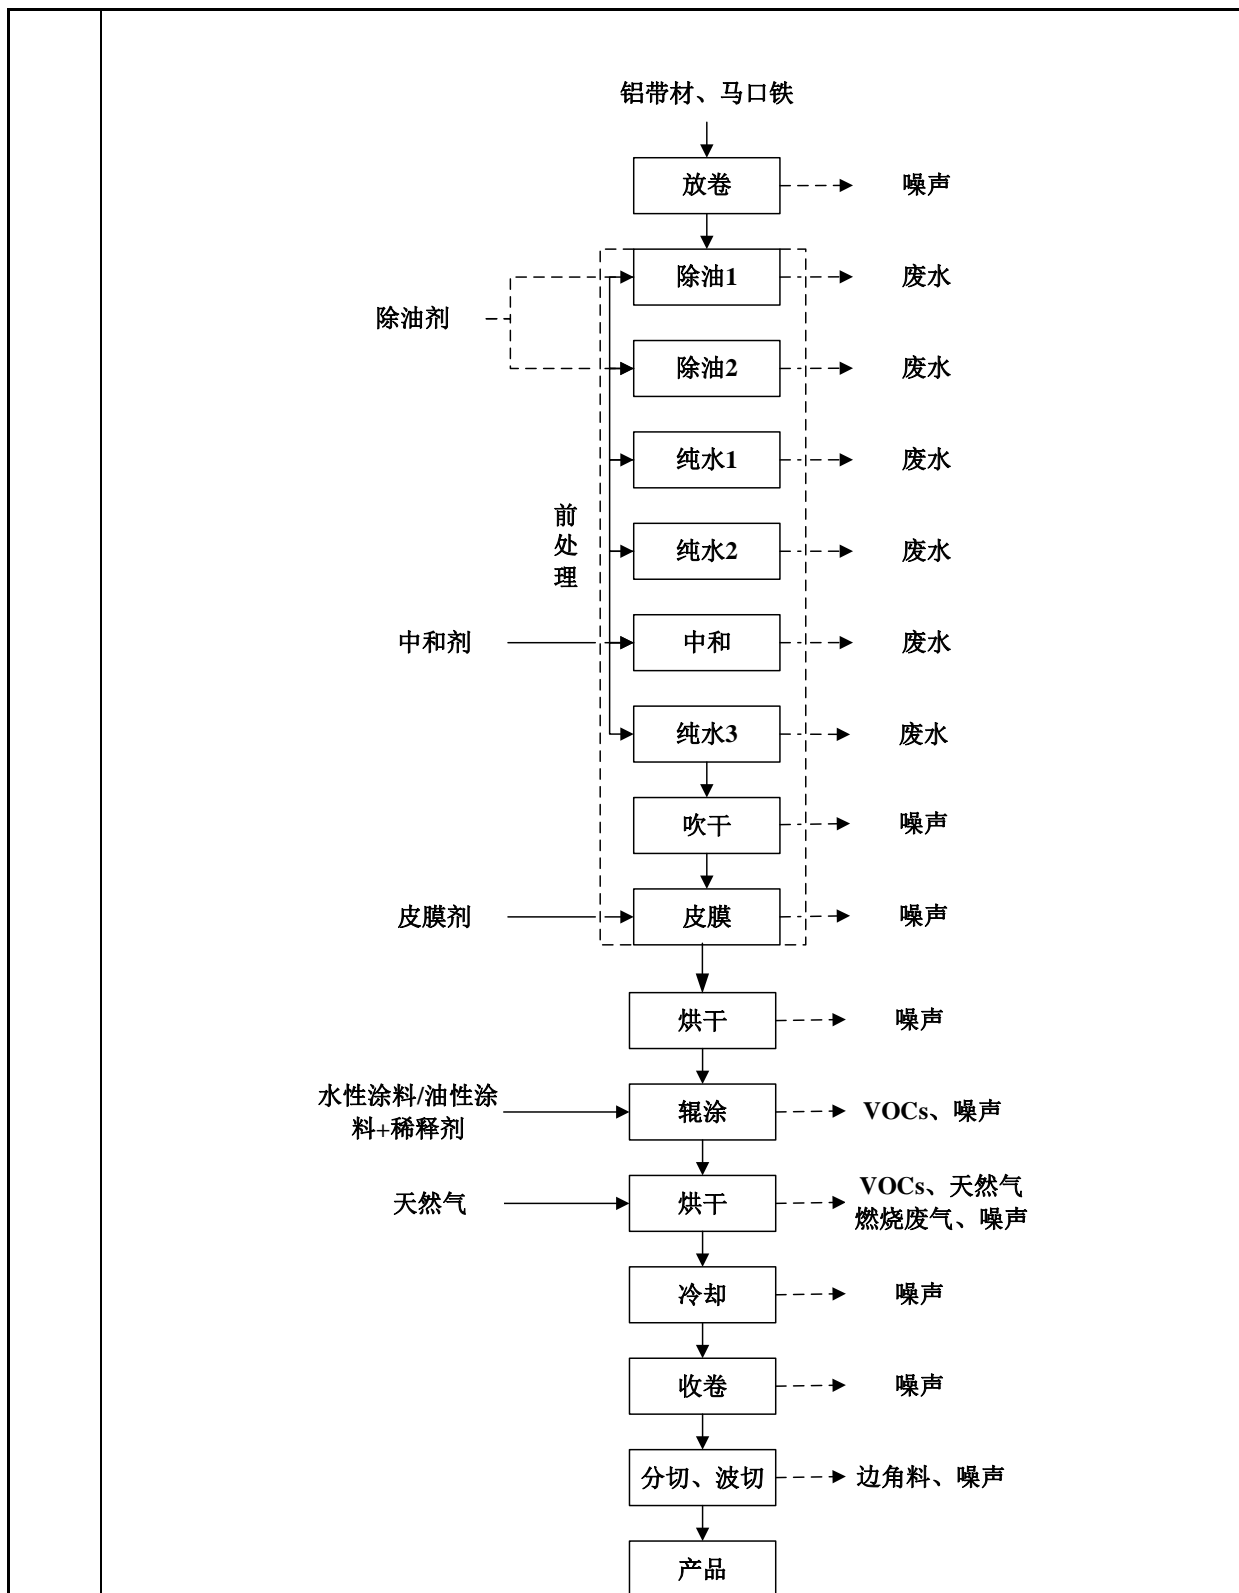 铝带材、马口铁
放卷
噪声
除油1
废水
除油剂
除油2
废水
纯水1
废水
前
处
理
纯水2
废水
中和剂
中和
废水
纯水3
废水
吹干
噪声
皮膜剂
皮膜
噪声
烘干
噪声
水性涂料/油性涂
料+稀释剂
辊涂
VOCs、噪声
天然气
烘干
VOCs、天然气
燃烧废气、噪声
冷却
噪声
收卷
噪声
分切、波切
边角料、噪声
产品